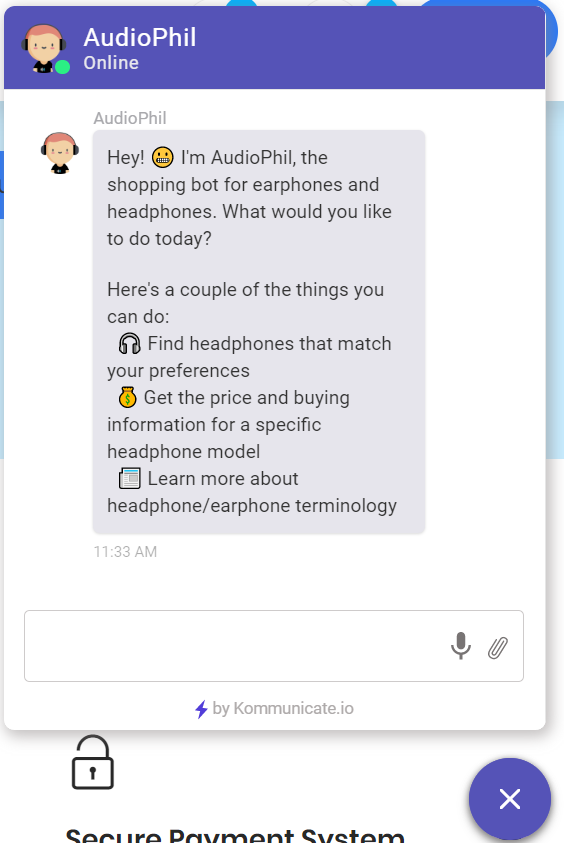 AudioPhil
Online
AudioPhil
Hey! 😬 I'm AudioPhil, the
shopping bot for earphones and
headphones. What would you like
to do today?
Here's a couple of the things you
can do:
🎧 Find headphones that match
your preferences
💰 Get the price and buying
information for a specific
headphone model
📰 Learn more about
headphone/earphone terminology
11:33 AM
by Kommunicate.io
Secure Payment System